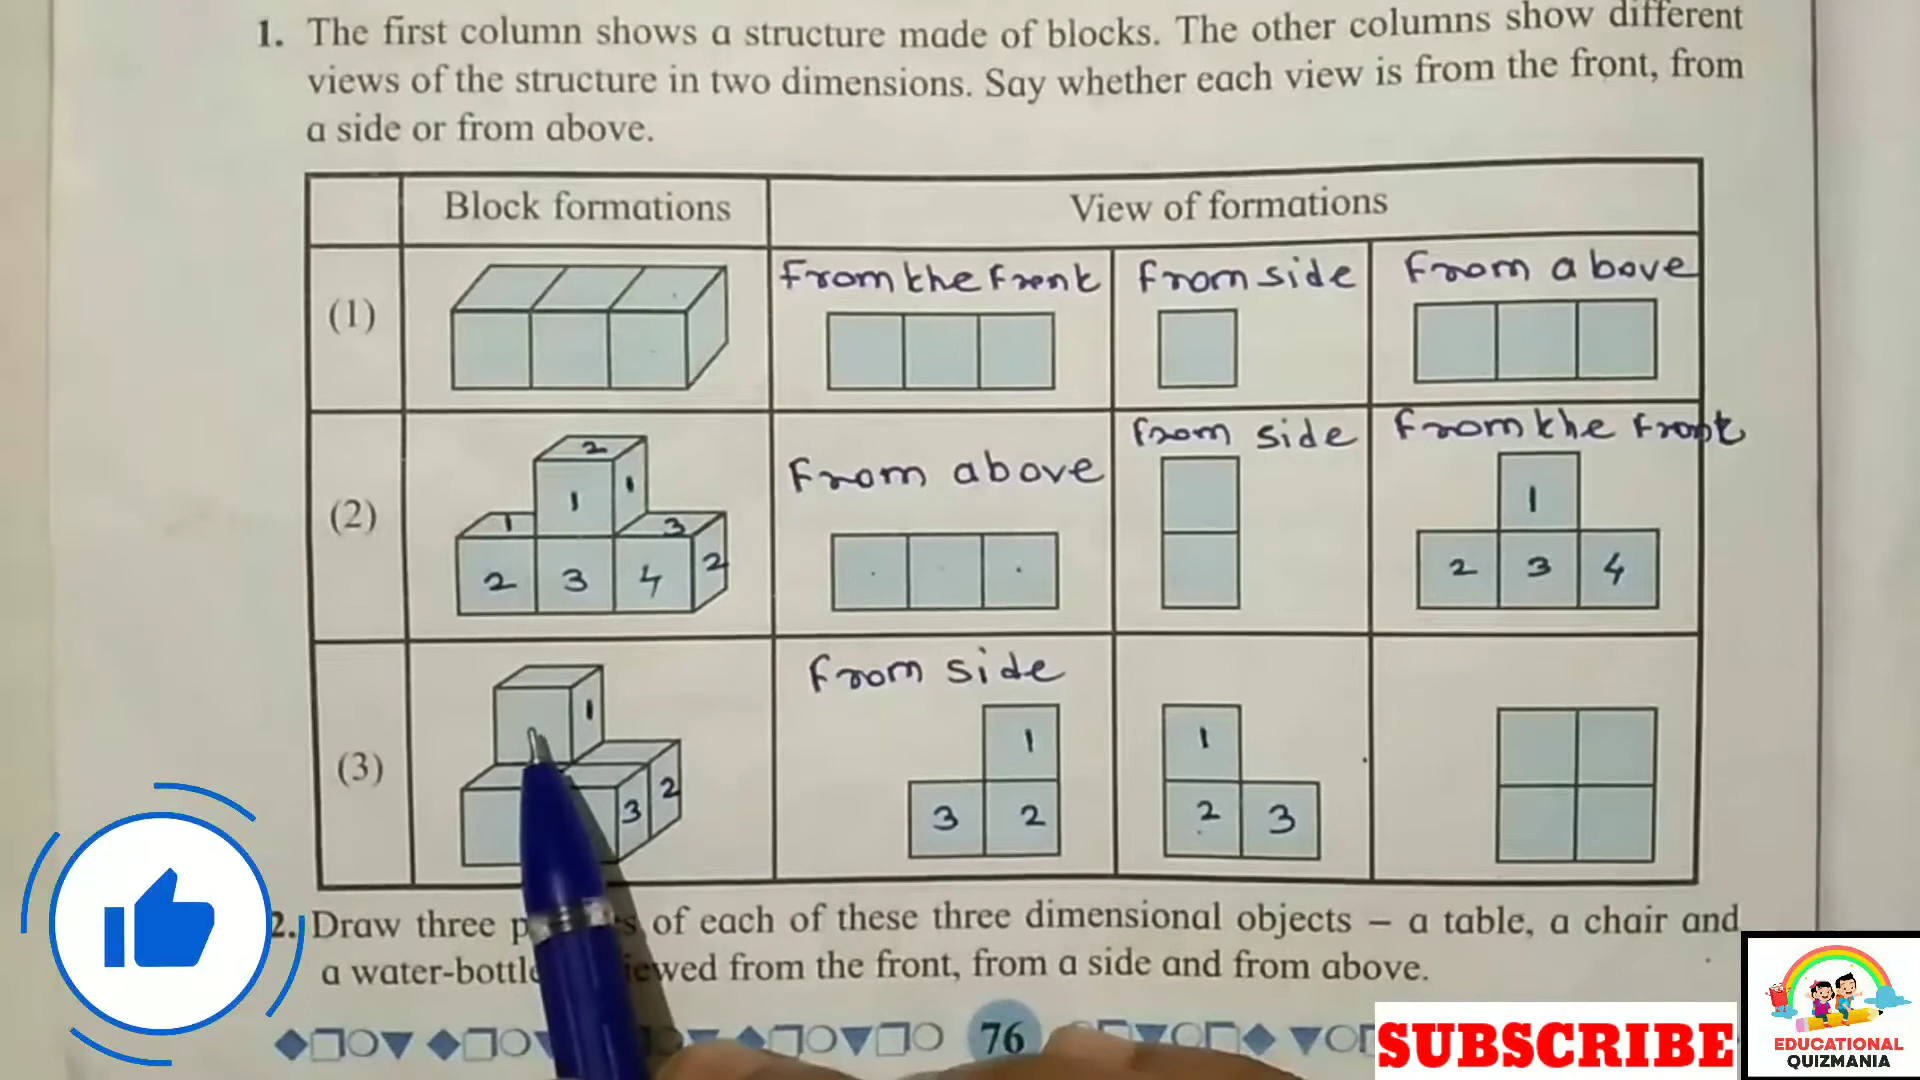 1. The first column shows a structure made of blocks. The other columns show different
views of the structure in two dimensions. Say whether each view is from the front, from
a side or from above.
Block formations
View of formations
(1)
From the Front
From side
From above
(2)
2
1
1
1
3
2
3
4
2
From above
From side
From the Front
1
2
3
4
(3)
1
3
2
From side
1
3
2
1
2
3
2. Draw three of each of these three dimensional objects – a table, a chair and
a water-bottle from the front, from a side and from above.
76
SUBSCRIBE
EDUCATIONAL
QUIZMANIA